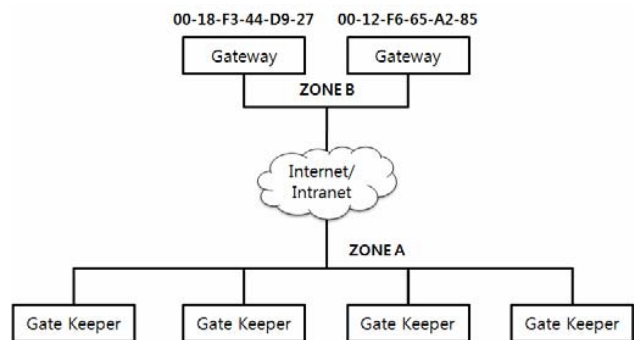 00-18-F3-44-D9-27 00-12-F6-65-A2-85
Gateway Gateway
ZONE B
Internet/
Intranet
ZONE A
Gate Keeper Gate Keeper Gate Keeper Gate Keeper